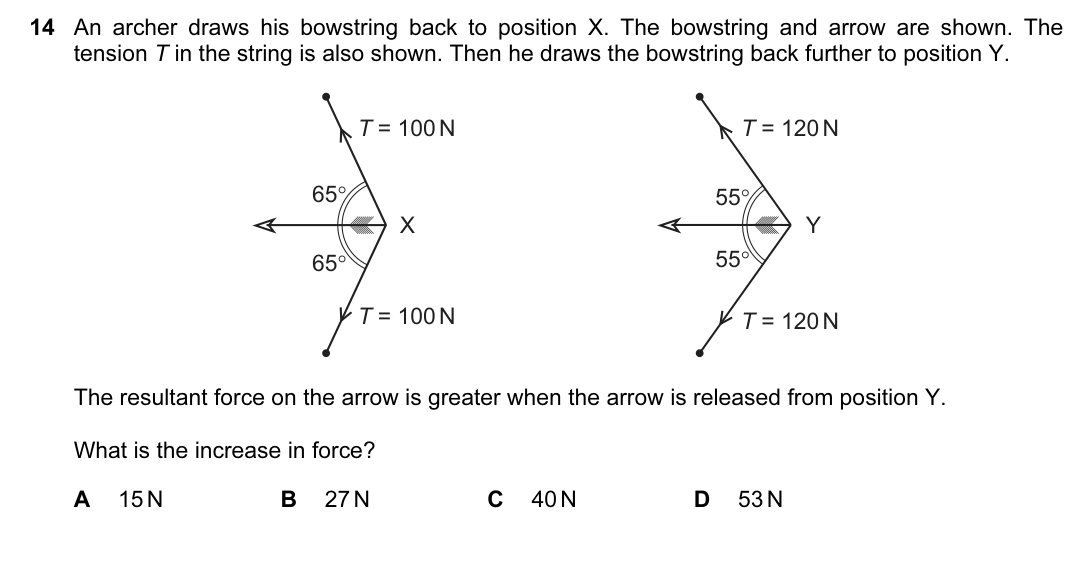 14 An archer draws his bowstring back to position X. The bowstring and arrow are shown. The
tension T in the string is also shown. Then he draws the bowstring back further to position Y.
T = 100 N
T = 120 N
65°
55°
X
Y
65°
55°
T = 100 N
T = 120 N
The resultant force on the arrow is greater when the arrow is released from position Y.
What is the increase in force?
A 15 N B 27 N C 40 N D 53 N